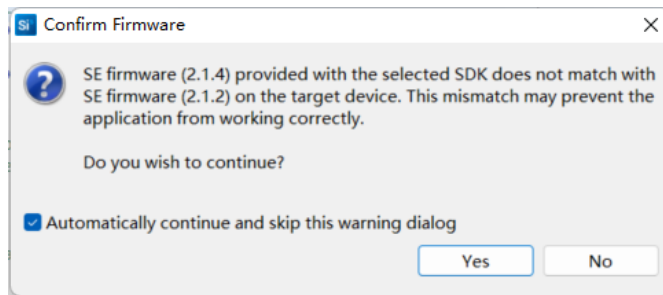 Si Confirm Firmware
SE firmware (2.1.4) provided with the selected SDK does not match with
SE firmware (2.1.2) on the target device. This mismatch may prevent the
application from working correctly.
Do you wish to continue?
Automatically continue and skip this warning dialog
Yes No